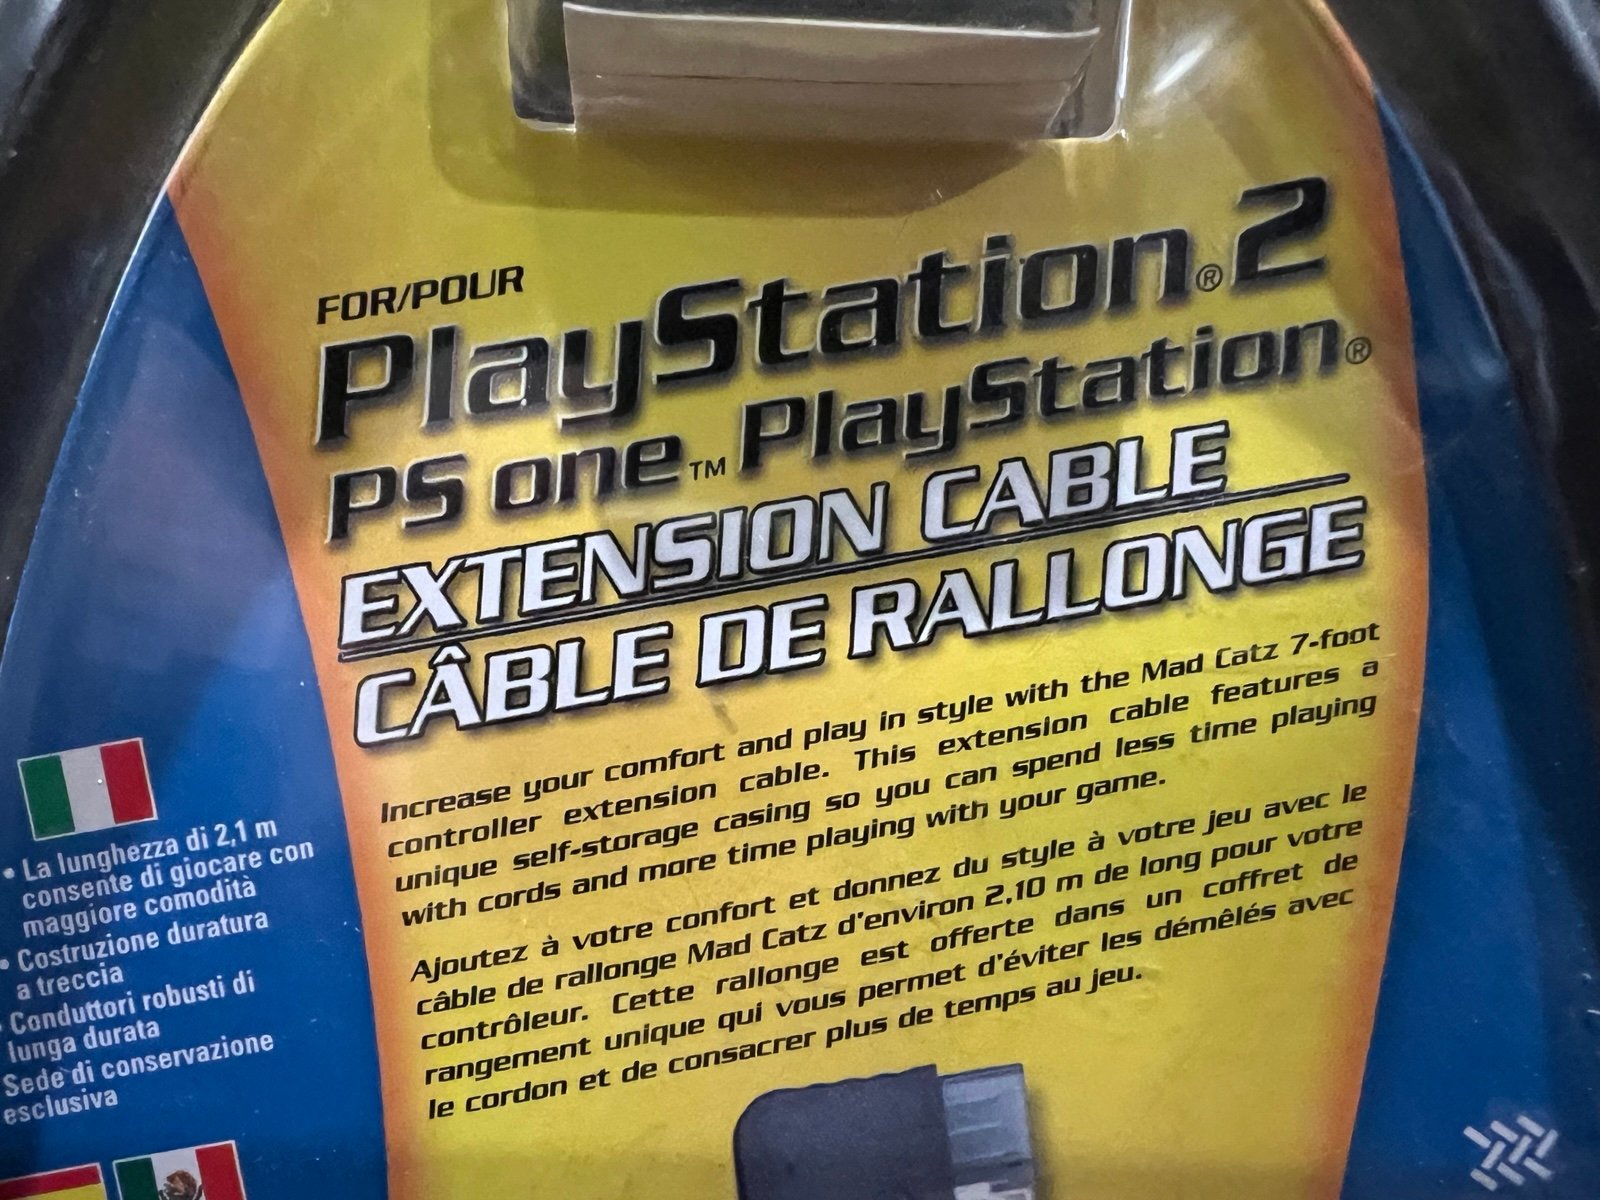 FOR/POUR
PlayStation®2
PS one™ PlayStation®
EXTENSION CABLE
CÂBLE DE RALLONGE
Increase your comfort and play in style with the Mad Catz 7-foot
controller extension cable. This extension cable features a
unique self-storage casing so you can spend less time playing
with cords and more time playing with your game.
Ajoutez à votre confort et donnez du style à votre jeu avec le
câble de rallonge Mad Catz d'environ 2,10 m de long pour votre
contrôleur. Cette rallonge est offerte dans un coffret de
rangement unique qui vous permet d'éviter les démêlés avec
le cordon et de consacrer plus de temps au jeu.
• La lunghezza di 2,1 m
consente di giocare con
maggiore comodità
• Costruzione duratura
a treccia
• Conduttori robusti di
lunga durata
Sede di conservazione
esclusiva